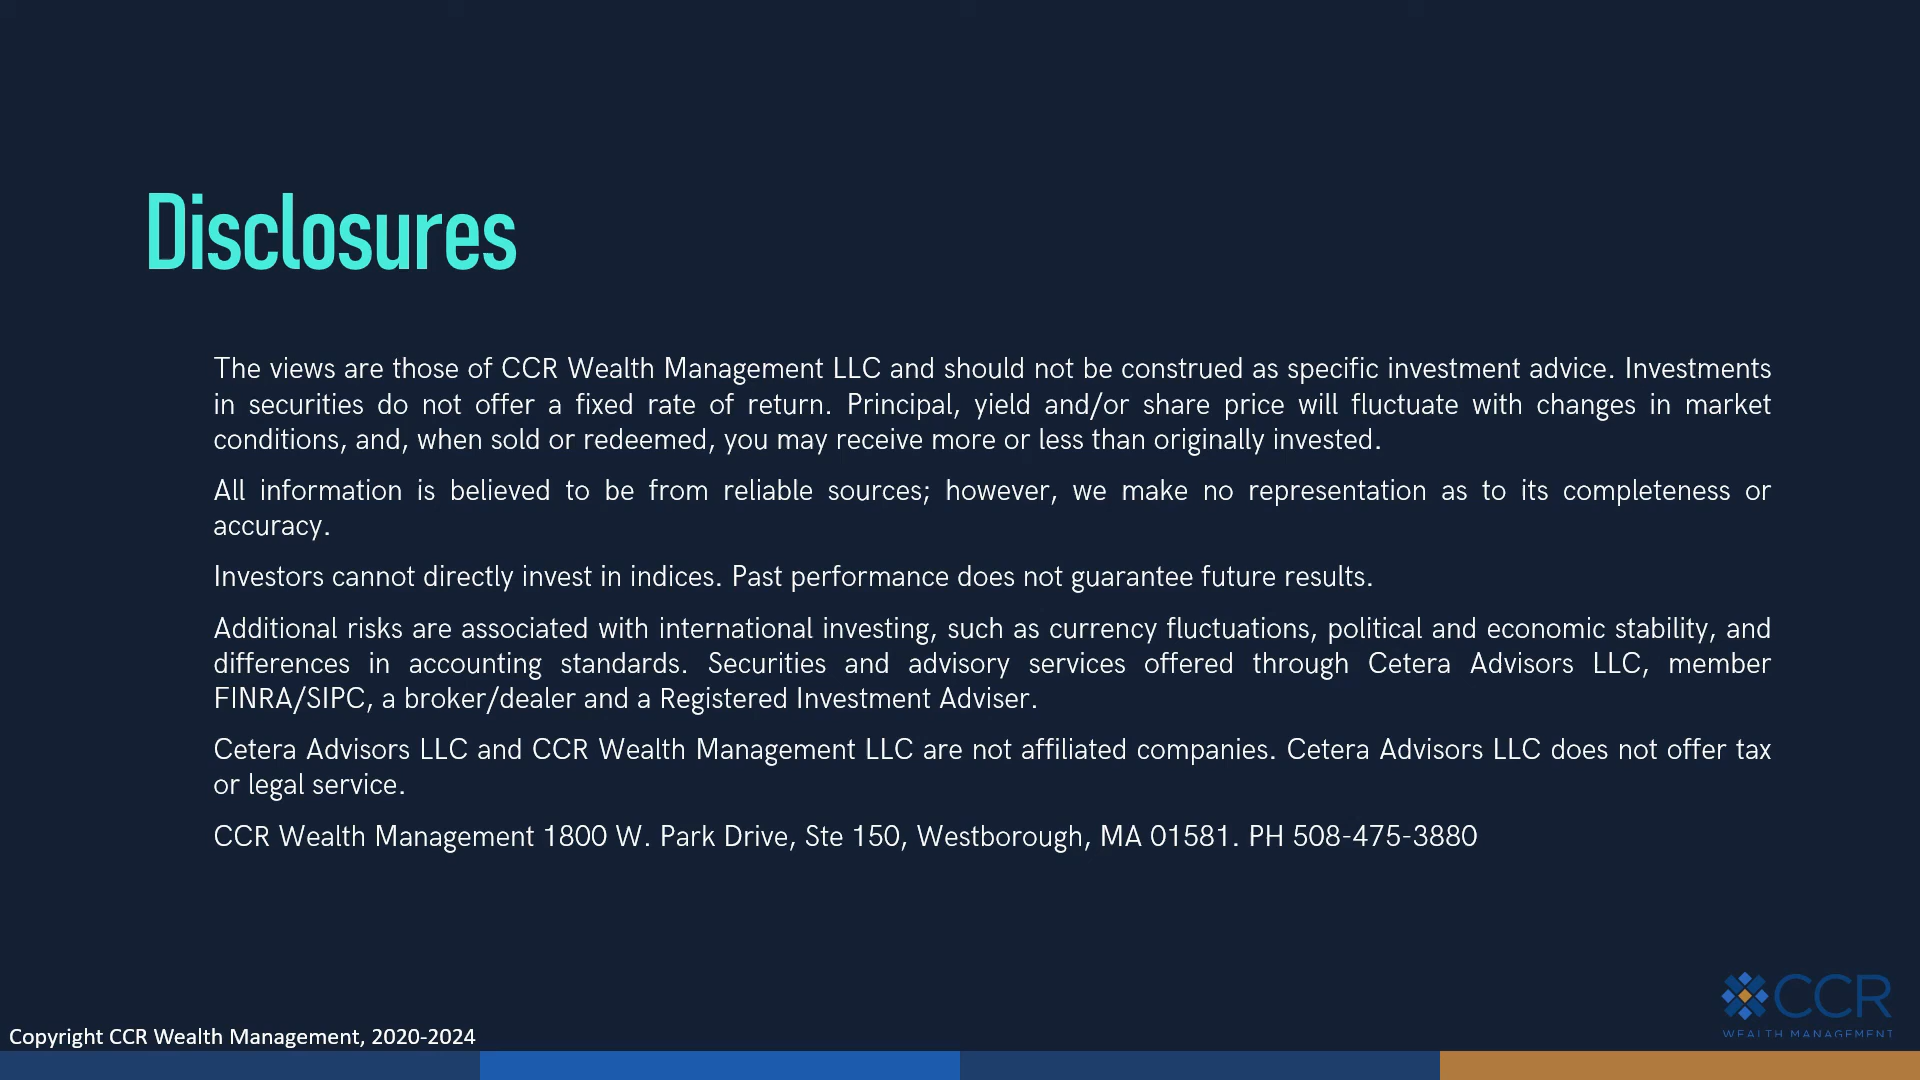 Disclosures
The views are those of CCR Wealth Management LLC and should not be construed as specific investment advice. Investments
in securities do not offer a fixed rate of return. Principal, yield and/or share price will fluctuate with changes in market
conditions, and, when sold or redeemed, you may receive more or less than originally invested.
All information is believed to be from reliable sources; however, we make no representation as to its completeness or
accuracy.
Investors cannot directly invest in indices. Past performance does not guarantee future results.
Additional risks are associated with international investing, such as currency fluctuations, political and economic stability, and
differences in accounting standards. Securities and advisory services offered through Cetera Advisors LLC, member
FINRA/SIPC, a broker/dealer and a Registered Investment Adviser.
Cetera Advisors LLC and CCR Wealth Management LLC are not affiliated companies. Cetera Advisors LLC does not offer tax
or legal service.
CCR Wealth Management 1800 W. Park Drive, Ste 150, Westborough, MA 01581. PH 508-475-3880
CCR
WEALTH MANAGEMENT
Copyright CCR Wealth Management, 2020-2024